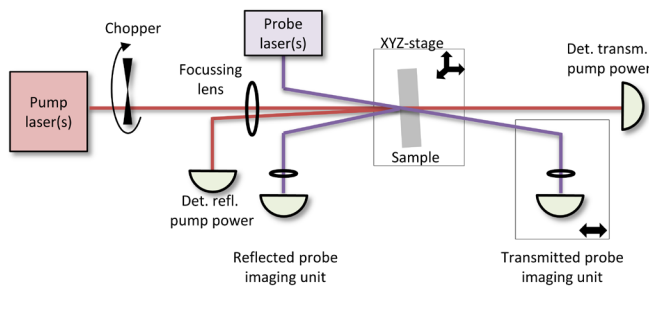 Chopper
Probe
laser(s)
XYZ-stage
Det. transm.
pump power
Focussing
lens
Pump
laser(s)
Sample
Det. refl.
pump power
Reflected probe
imaging unit
Transmitted probe
imaging unit